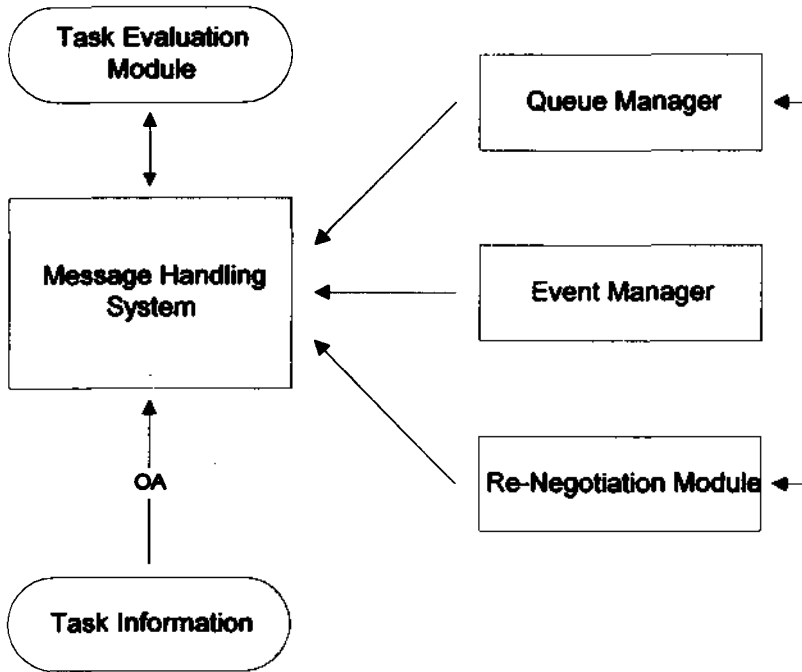 Task Evaluation
Module
Queue Manager
Message Handling
System
Event Manager
OA
Re-Negotiation Module
Task Information